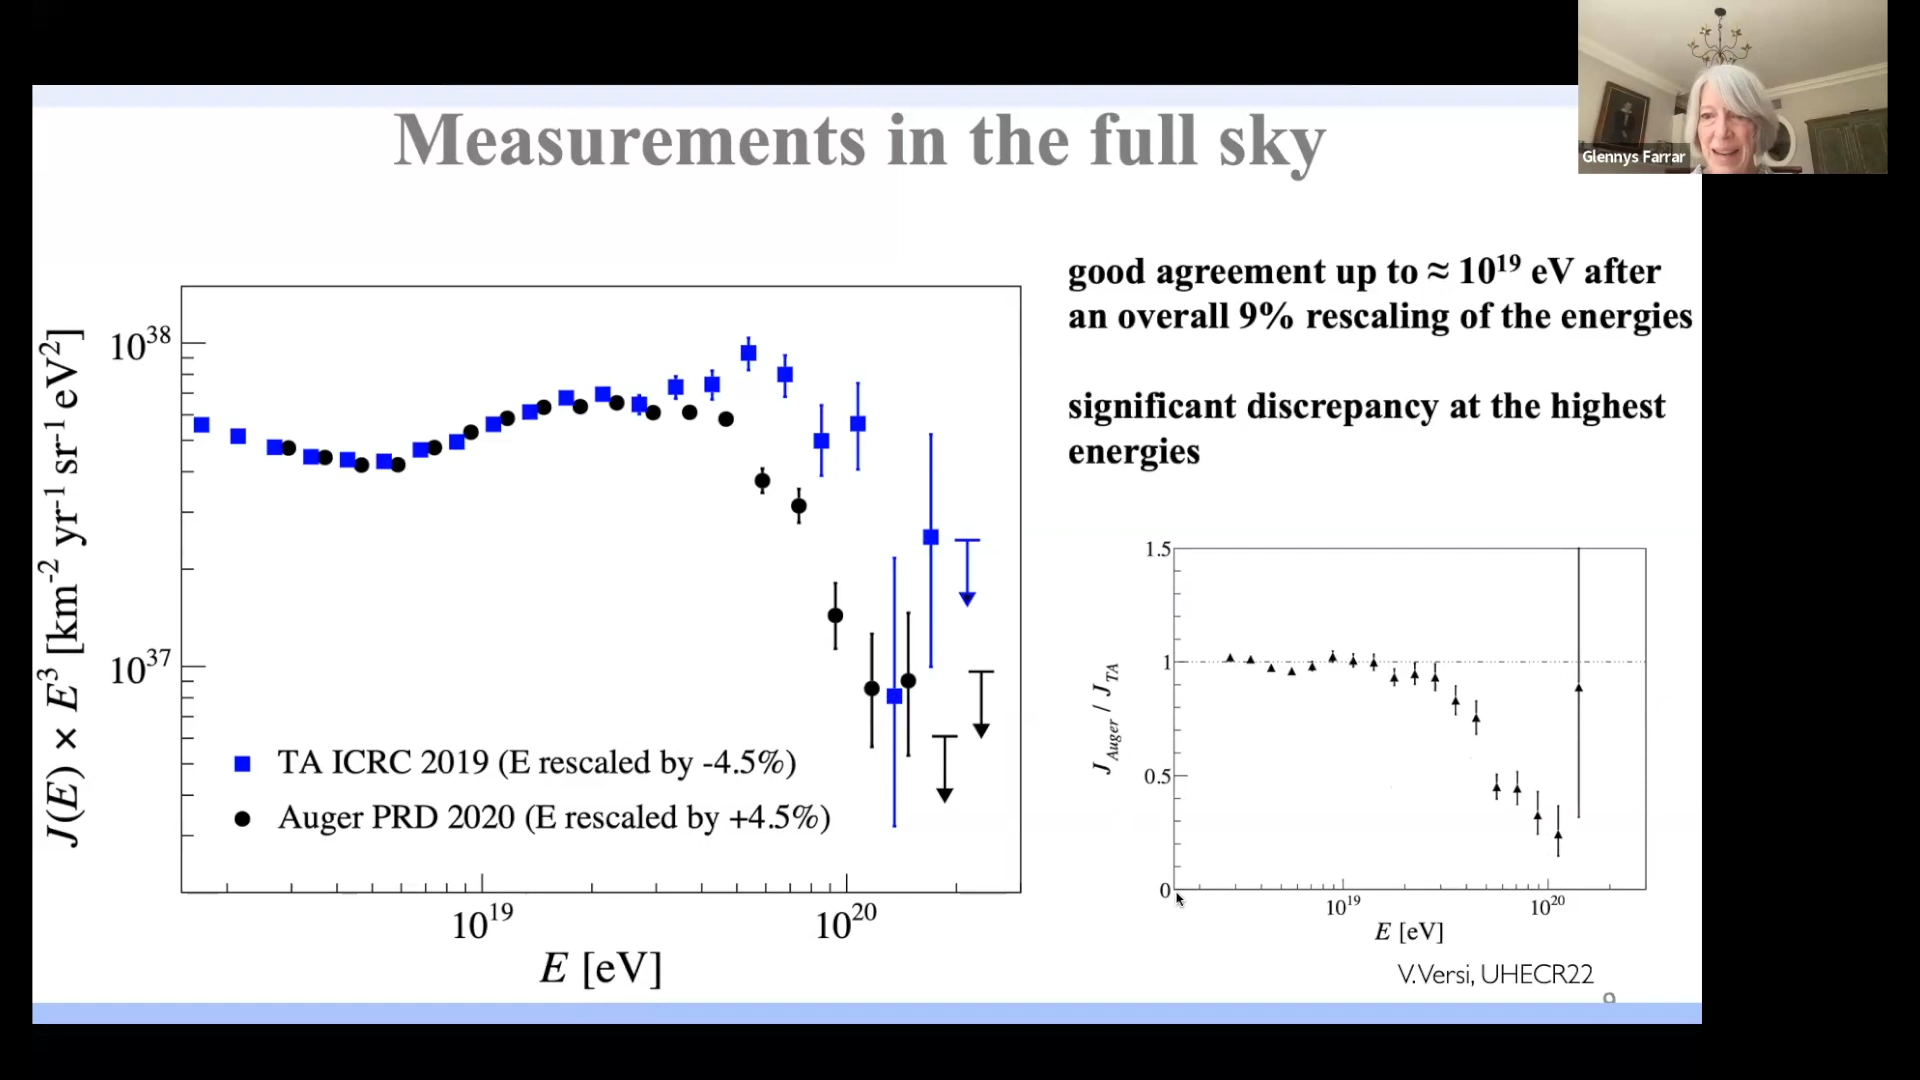 Measurements in the full sky
Glennys Farrar
good agreement up to ≈ 10¹⁹ eV after
an overall 9% rescaling of the energies
significant discrepancy at the highest
energies
J(E) × E³ [km⁻² yr⁻¹ sr⁻¹ eV²]
10³⁸
10³⁷
TA ICRC 2019 (E rescaled by -4.5%)
Auger PRD 2020 (E rescaled by +4.5%)
10¹⁹
10²⁰
E [eV]
J_Auger / J_TA
1.5
1
0.5
0
10¹⁹
10²⁰
E [eV]
V.Versi, UHECR22
9